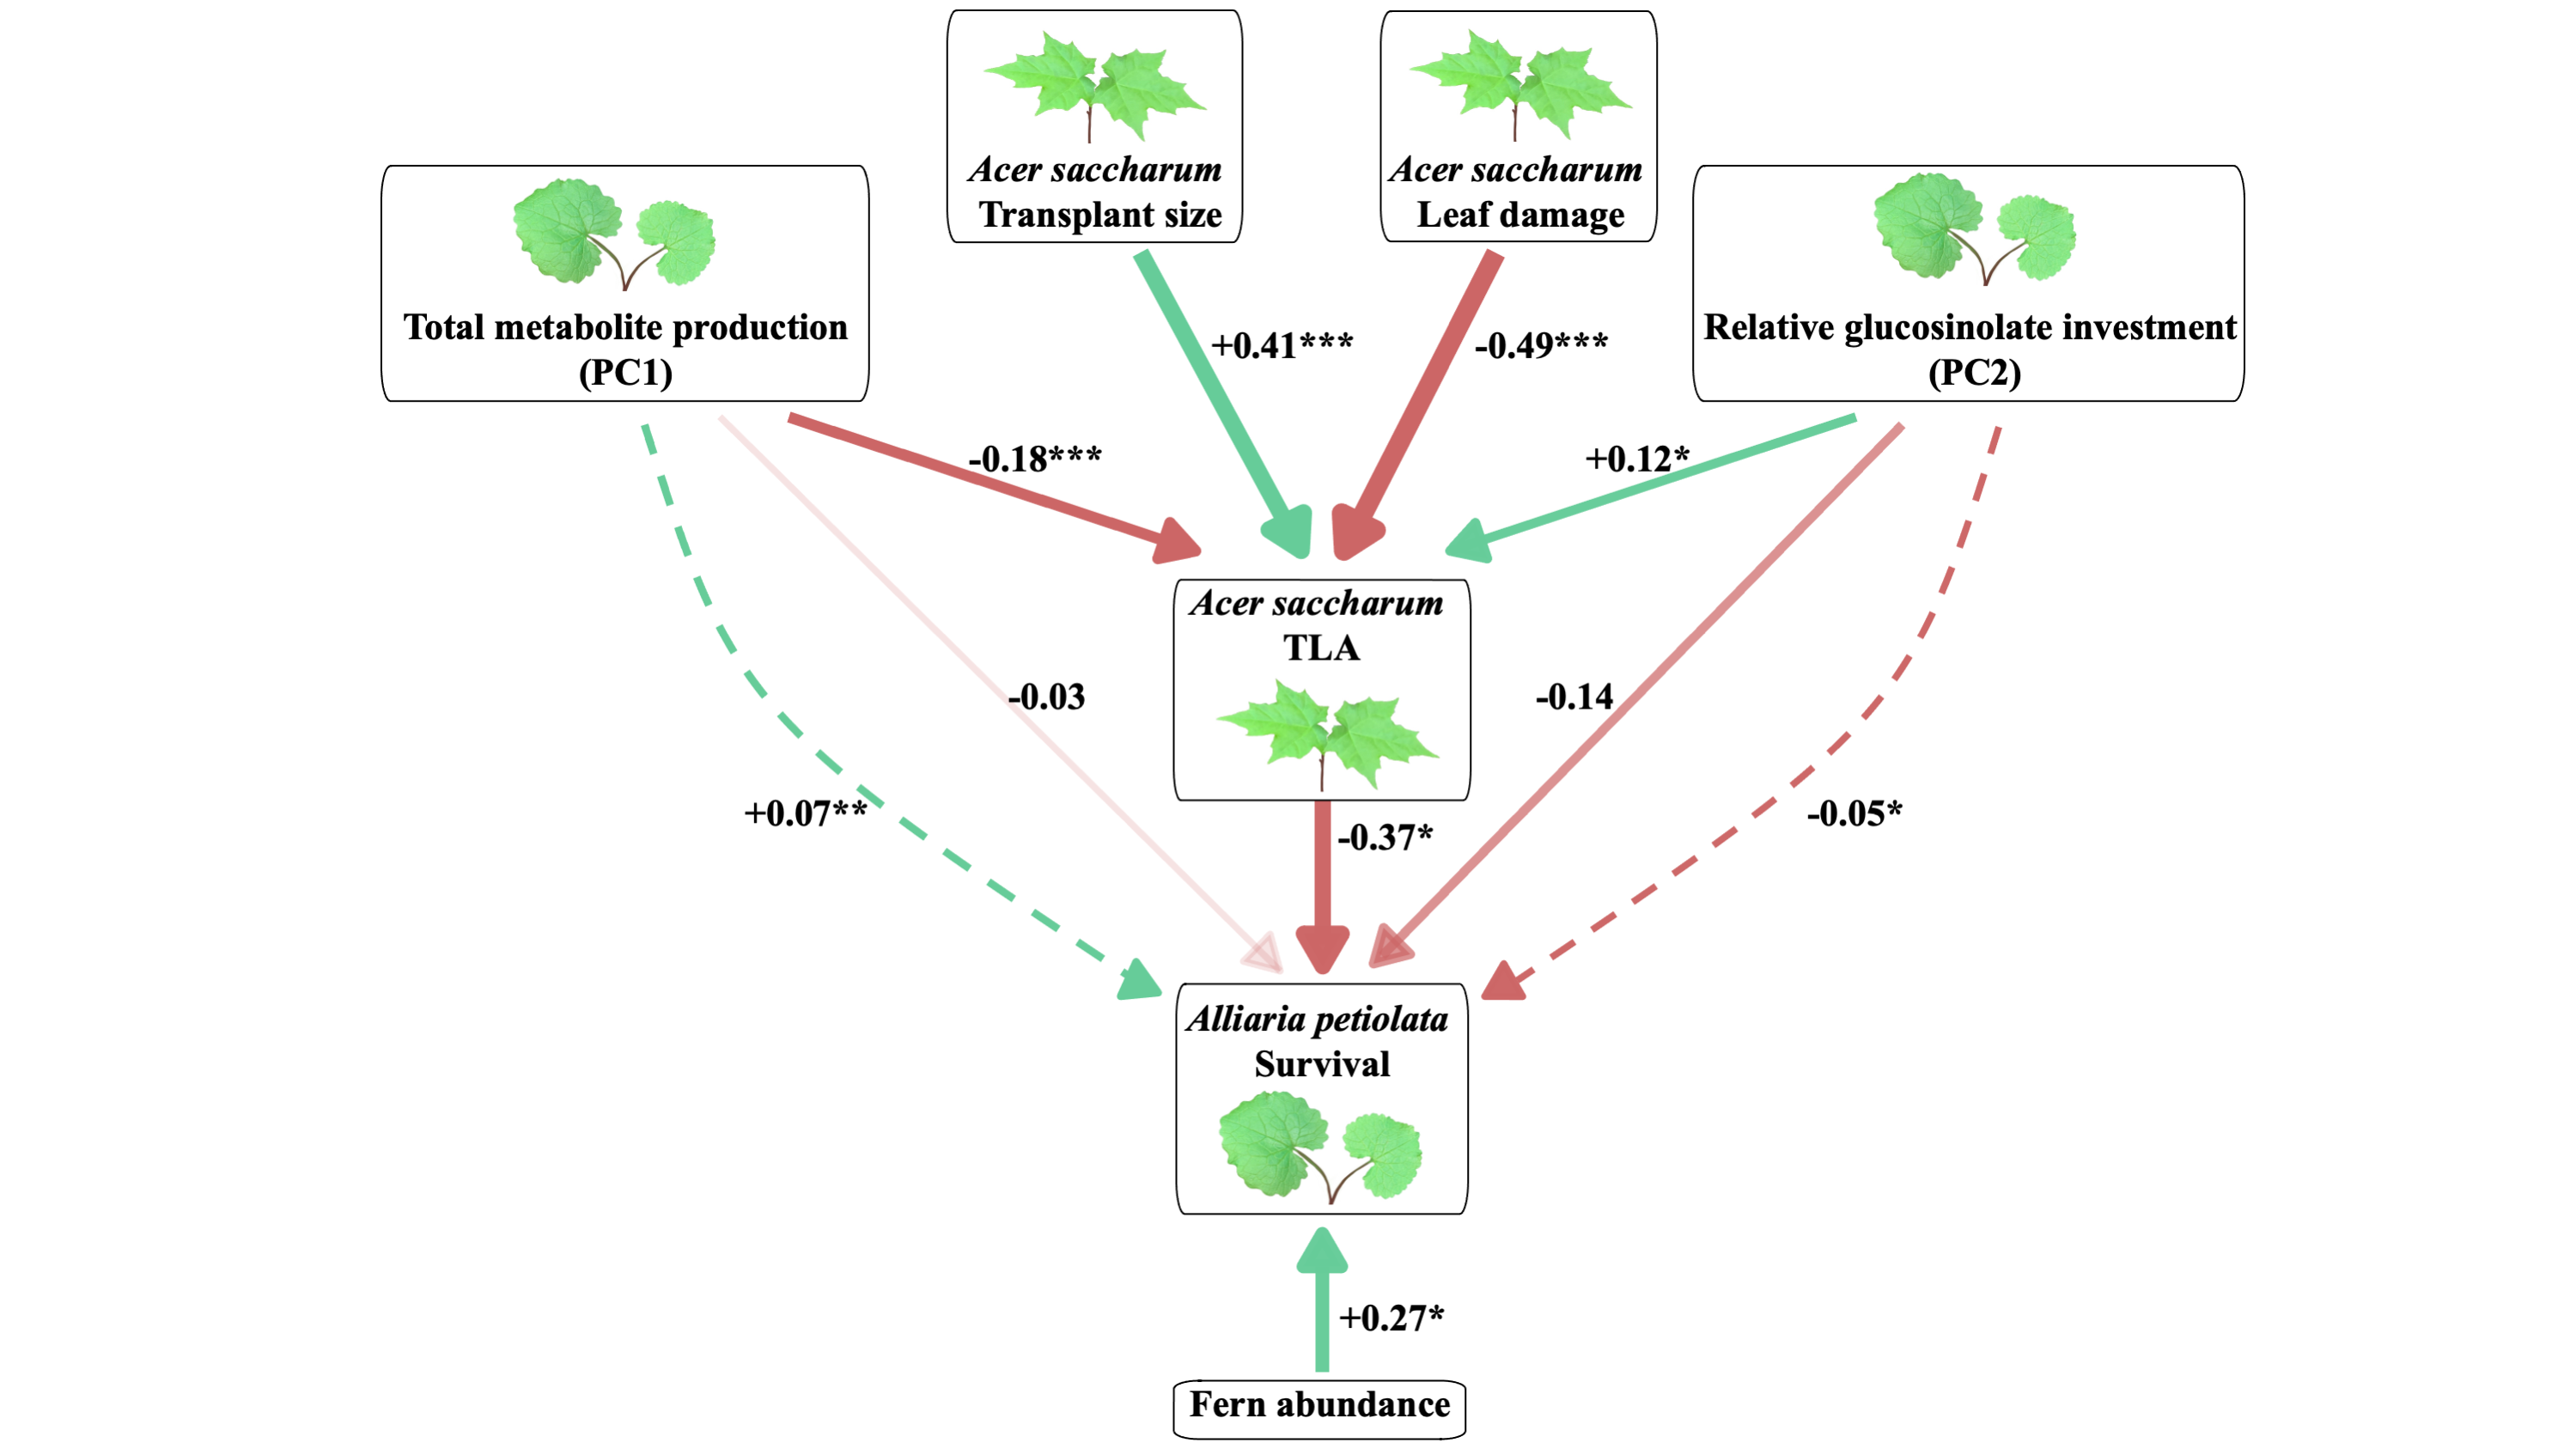 Acer saccharum
Transplant size
Acer saccharum
Leaf damage
Total metabolite production
(PC1)
Relative glucosinolate investment
(PC2)
+0.41***
-0.49***
-0.18***
+0.12*
Acer saccharum
TLA
-0.03
-0.14
+0.07**
-0.37*
-0.05*
Alliaria petiolata
Survival
+0.27*
Fern abundance